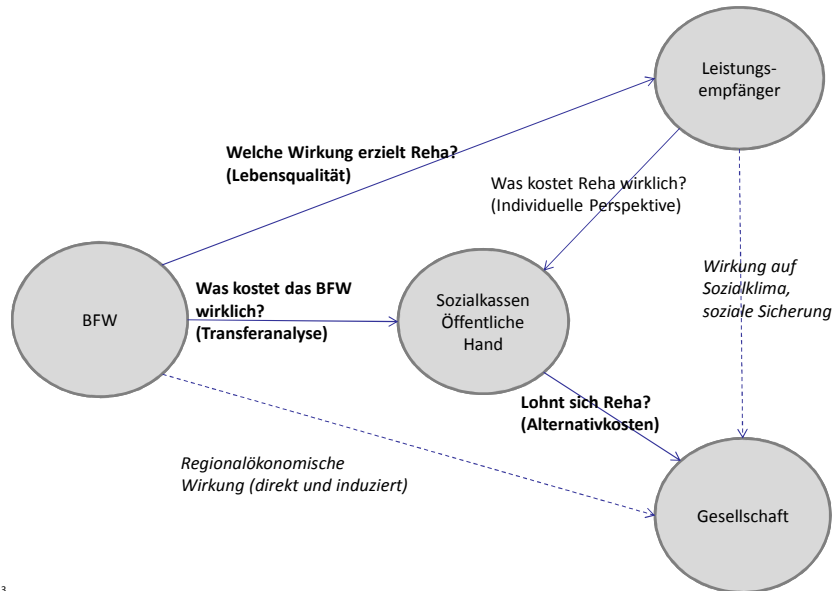 Leistungs-
empfänger
Welche Wirkung erzielt Reha?
(Lebensqualität)
Was kostet Reha wirklich?
(Individuelle Perspektive)
BFW
Was kostet das BFW
wirklich?
(Transferanalyse)
Sozialkassen
Öffentliche
Hand
Wirkung auf
Sozialklima,
soziale Sicherung
Lohnt sich Reha?
(Alternativkosten)
Regionalökonomische
Wirkung (direkt und induziert)
Gesellschaft
3